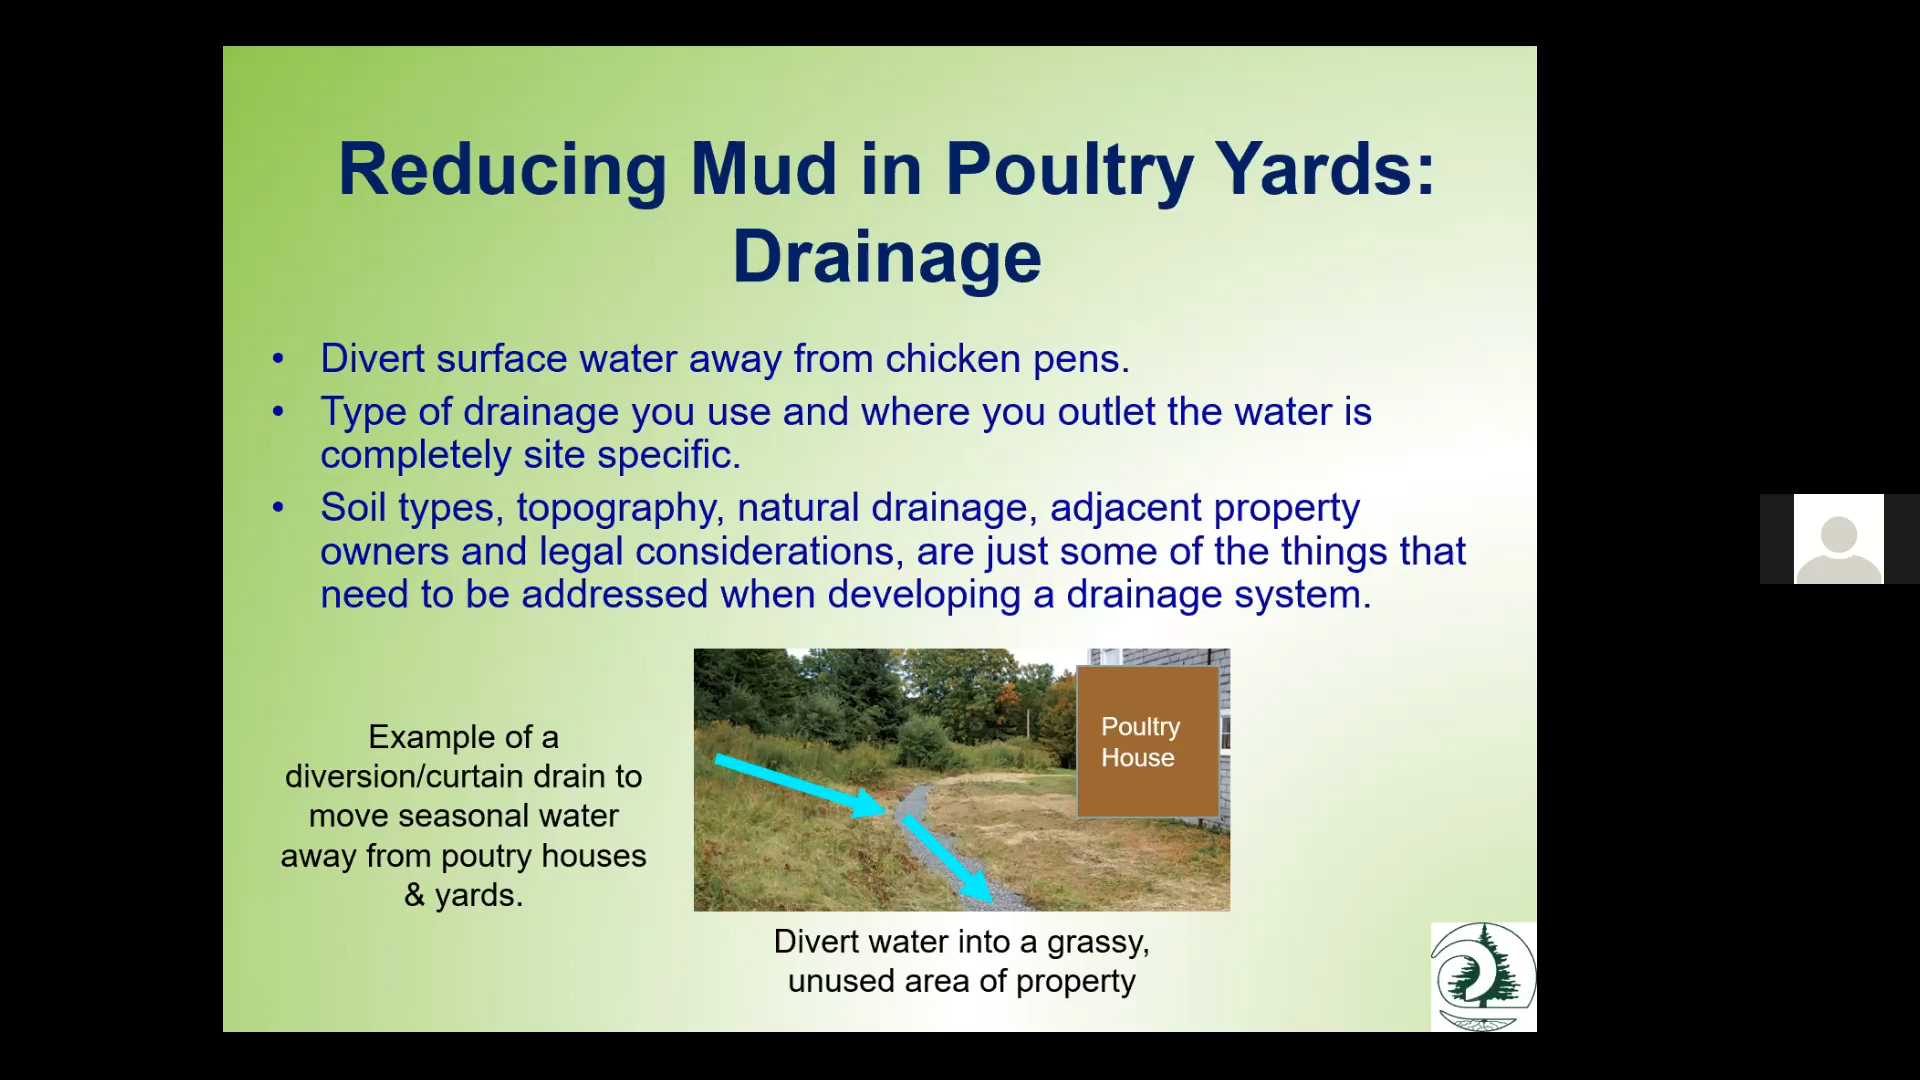 Reducing Mud in Poultry Yards:
Drainage
• Divert surface water away from chicken pens.
• Type of drainage you use and where you outlet the water is
completely site specific.
• Soil types, topography, natural drainage, adjacent property
owners and legal considerations, are just some of the things that
need to be addressed when developing a drainage system.
Example of a
diversion/curtain drain to
move seasonal water
away from poutry houses
& yards.
Poultry
House
Divert water into a grassy,
unused area of property